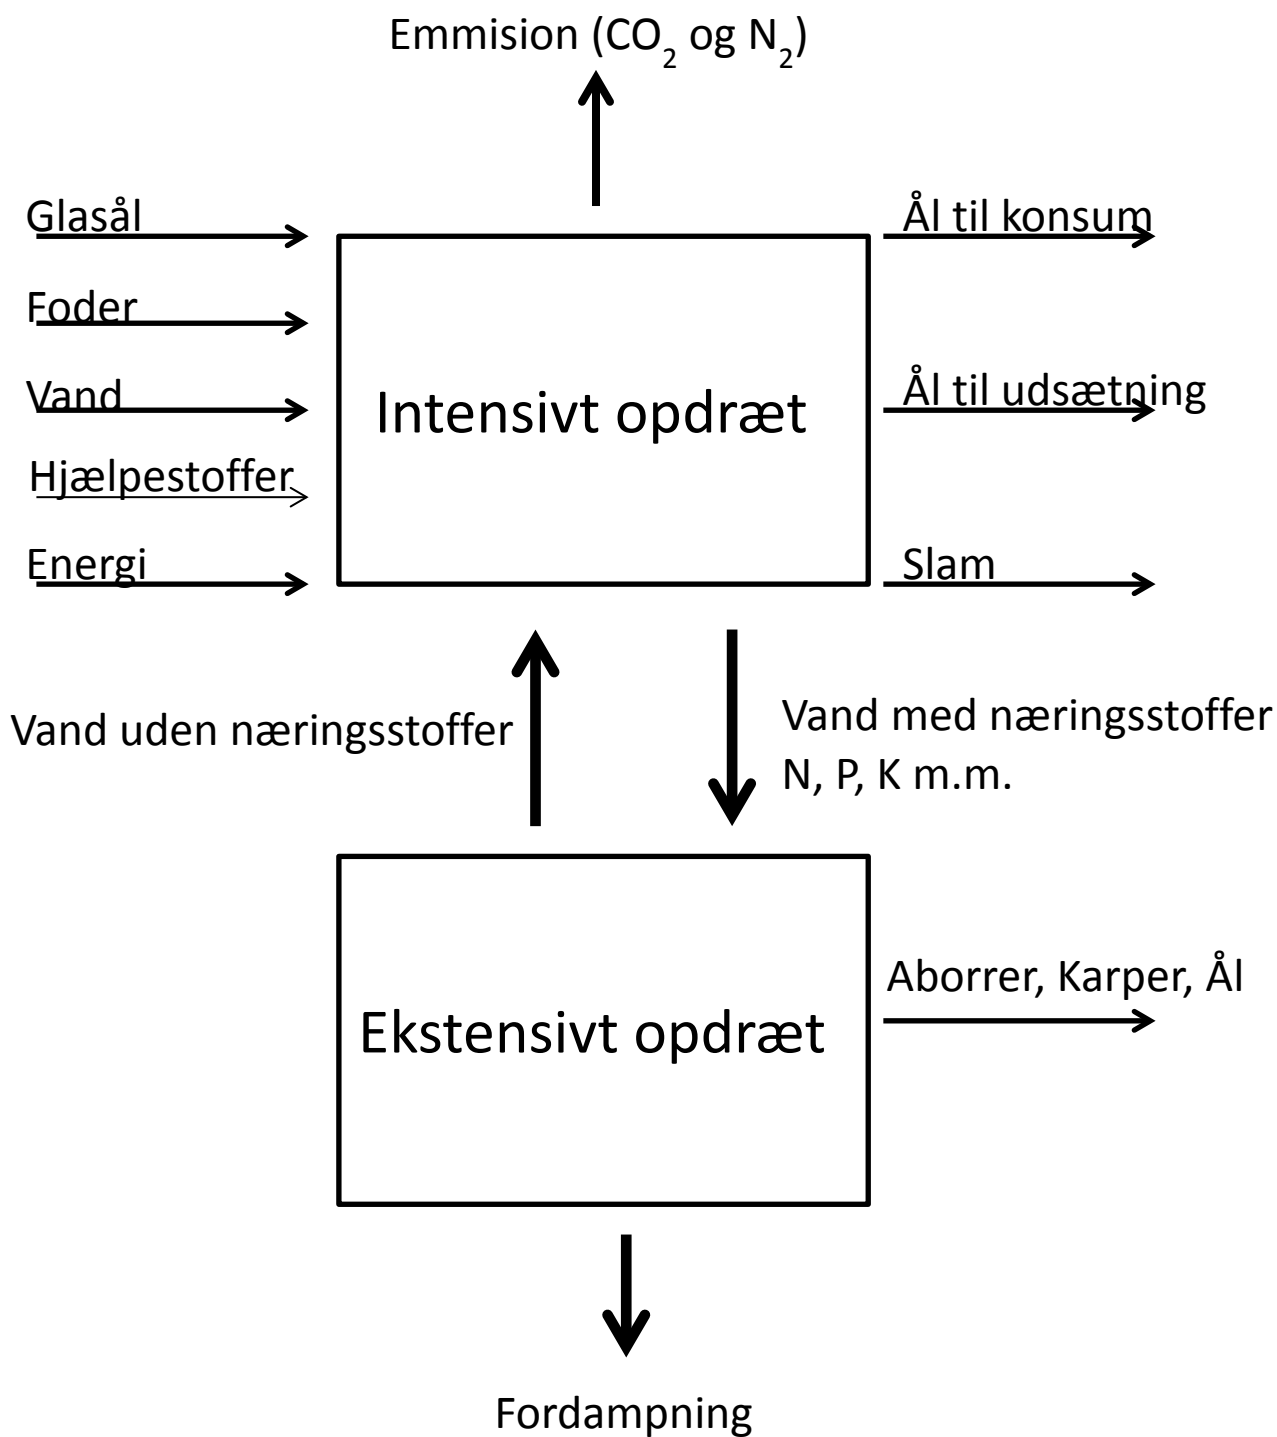 Emmision (CO₂ og N₂)
Glasål
Foder
Vand
Hjælpestoffer
Energi
Intensivt opdræt
Ål til konsum
Ål til udsætning
Slam
Vand uden næringsstoffer
Vand med næringsstoffer
N, P, K m.m.
Ekstensivt opdræt
Aborrer, Karper, Ål
Fordampning